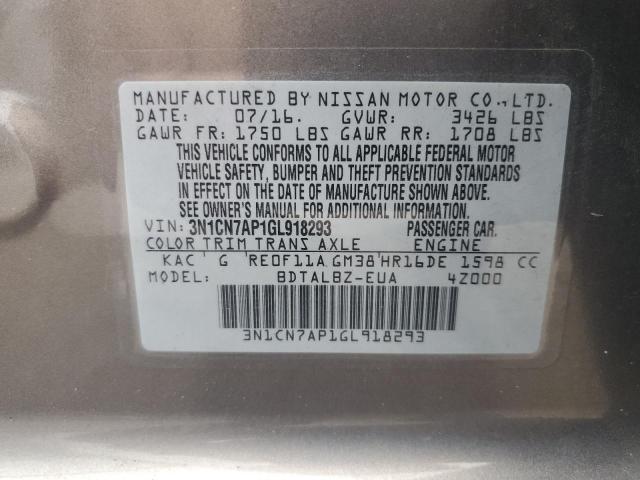 MANUFACTURED BY NISSAN MOTOR CO., LTD.
DATE: 07/16. GVWR: 3426 LBS
GAWR FR: 1750 LBS GAWR RR: 1708 LBS
THIS VEHICLE CONFORMS TO ALL APPLICABLE FEDERAL MOTOR
VEHICLE SAFETY, BUMPER AND THEFT PREVENTION STANDARDS
IN EFFECT ON THE DATE OF MANUFACTURE SHOWN ABOVE.
SEE OWNER'S MANUAL FOR ADDITIONAL INFORMATION.
VIN: 3N1CN7AP1GL918293 PASSENGER CAR.
COLOR TRIM TRANS AXLE ENGINE
KAC G RE0F11A GM38 HR16DE 1598 CC
MODEL: BDTALBZ-EUA 4Z000
3N1CN7AP1GL918293